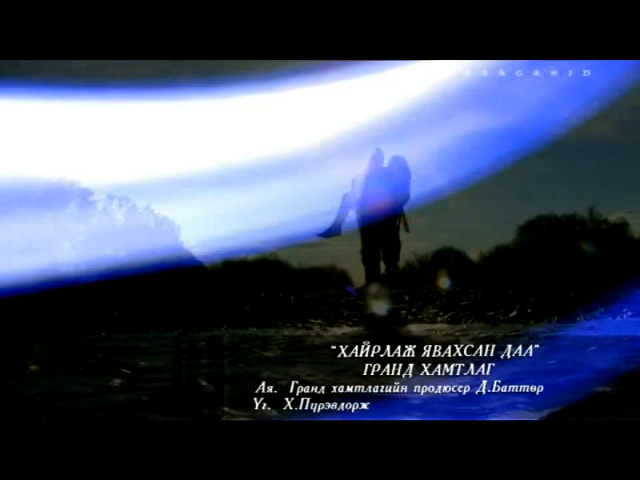 "ХАЙРЛАЖ ЯВАХСАН ДАА"
ГРАНД ХАМТЛАГ
Ая. Гранд хамтлагийн продюсер Д.Баттөр
Үг. Х.Пүрэвдорж